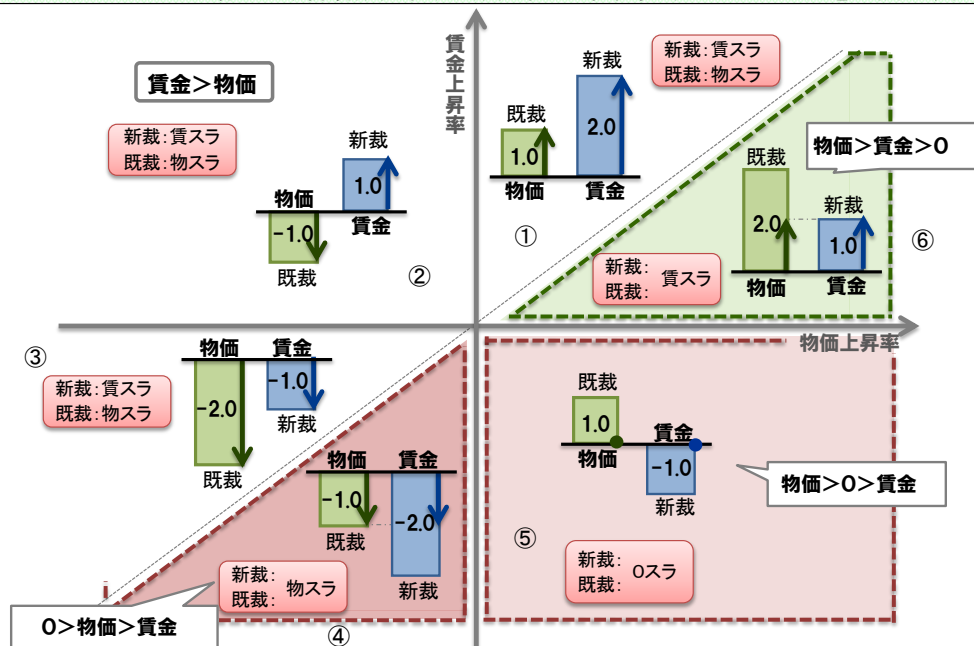 賃金上昇率
賃金>物価
新裁:賃スラ
既裁:物スラ
新裁
1.0
物価
賃金
-1.0
既裁
②
既裁
1.0
物価
新裁
2.0
賃金
新裁:賃スラ
既裁:物スラ
①
物価>賃金>0
既裁
2.0
物価
新裁
1.0
賃金
新裁:
既裁:
賃スラ
⑥
物価上昇率
③
新裁:賃スラ
既裁:物スラ
物価
賃金
-2.0
-1.0
新裁
既裁
物価
賃金
-1.0
-2.0
既裁
新裁
新裁:
既裁:
物スラ
0>物価>賃金
④
既裁
1.0
物価
賃金
-1.0
新裁
物価>0>賃金
⑤
新裁:
既裁:
0スラ